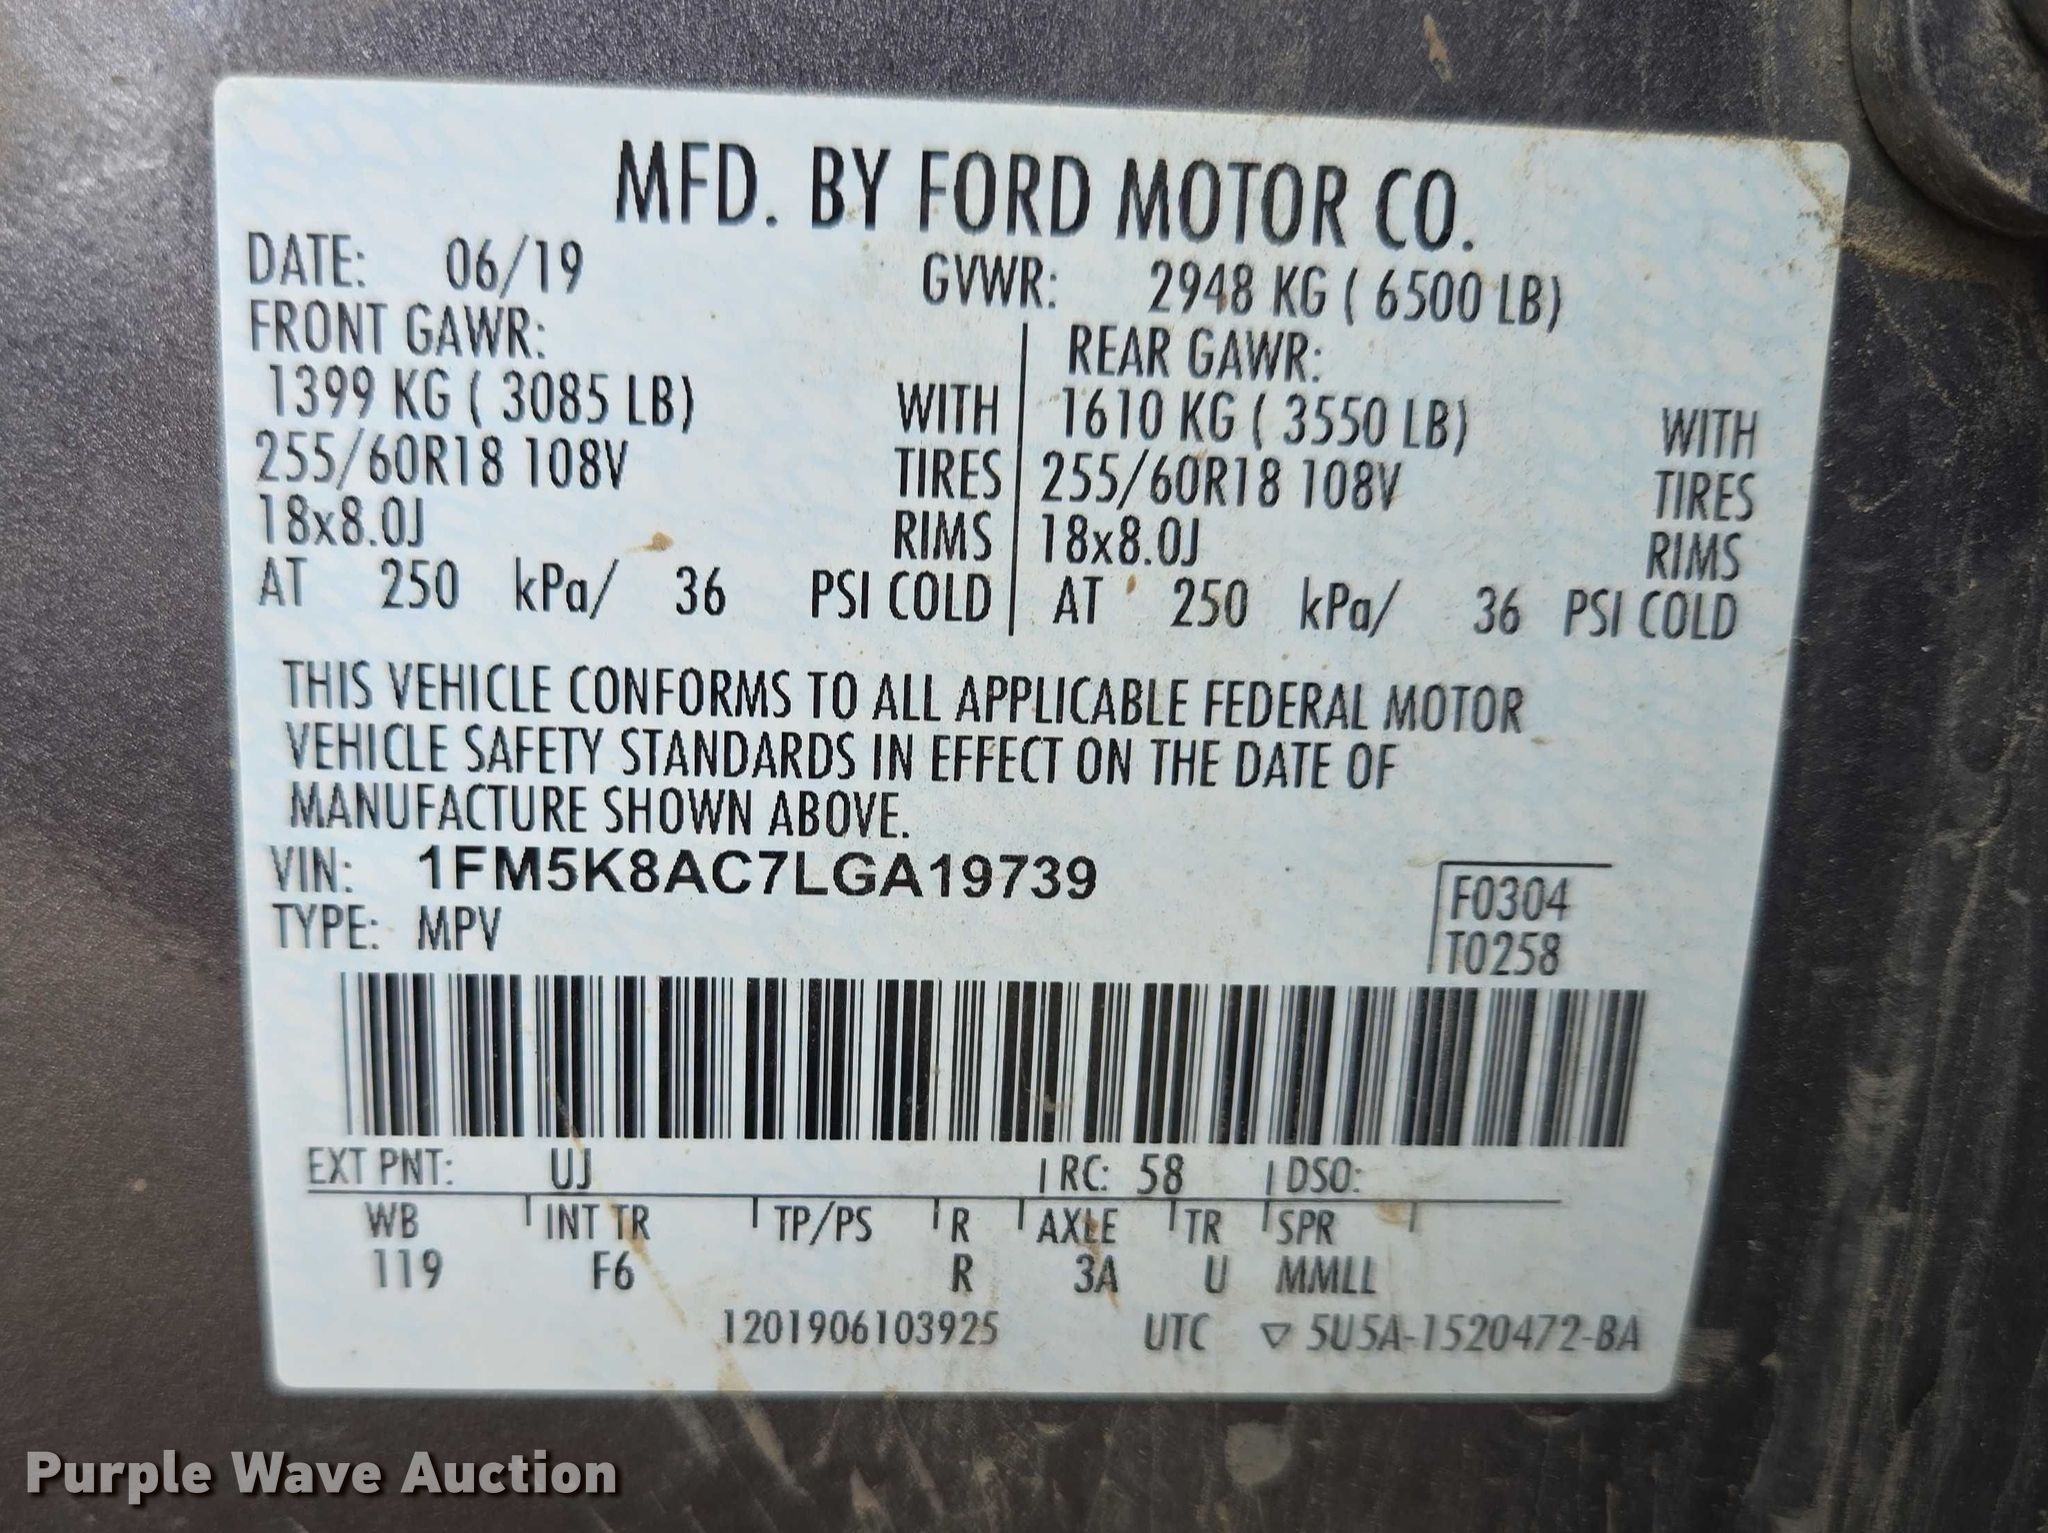 MFD. BY FORD MOTOR CO.
DATE: 06/19 GVWR: 2948 KG ( 6500 LB)
FRONT GAWR: REAR GAWR:
1399 KG ( 3085 LB) WITH 1610 KG ( 3550 LB) WITH
255/60R18 108V TIRES 255/60R18 108V TIRES
18x8.0J RIMS 18x8.0J RIMS
AT 250 kPa/ 36 PSI COLD AT 250 kPa/ 36 PSI COLD
THIS VEHICLE CONFORMS TO ALL APPLICABLE FEDERAL MOTOR
VEHICLE SAFETY STANDARDS IN EFFECT ON THE DATE OF
MANUFACTURE SHOWN ABOVE.
VIN: 1FM5K8AC7LGA19739
TYPE: MPV
F0304
T0258
EXT PNT: UJ RC: 58 DSO:
WB INT TR TP/PS R AXLE TR SPR
119 F6 R 3A U MMLL
1201906103925 UTC ▽ 5U5A-1520472-BA
Purple Wave Auction